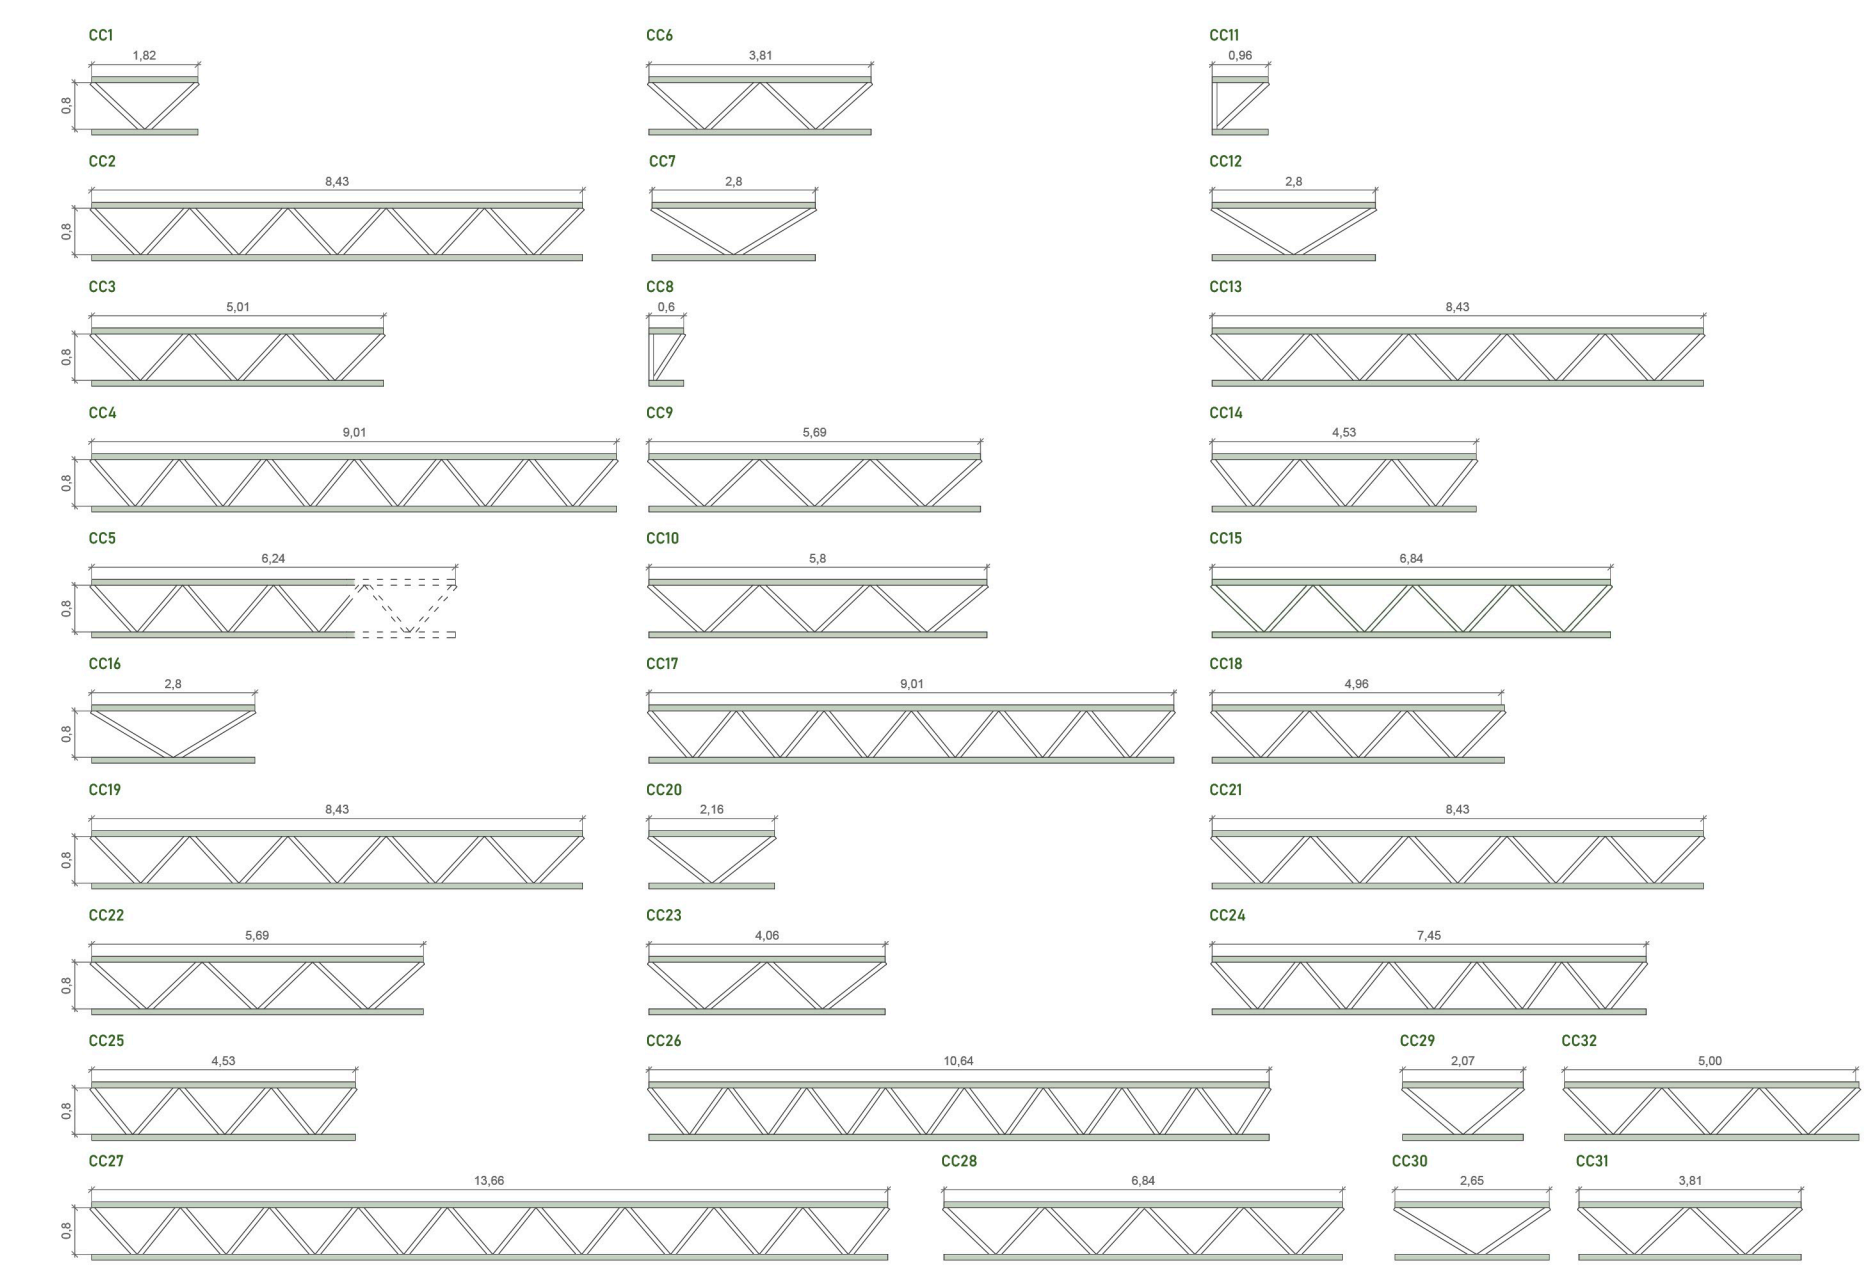 CC1 CC6 CC11
1,82 3,81 0,96
0,8
CC2 CC7 CC12
8,43 2,8 2,8
0,8
CC3 CC8 CC13
5,01 0,6 8,43
0,8
CC4 CC9 CC14
9,01 5,69 4,53
0,8
CC5 CC10 CC15
6,24 5,8 6,84
0,8
CC16 CC17 CC18
2,8 9,01 4,96
0,8
CC19 CC20 CC21
8,43 2,16 8,43
0,8
CC22 CC23 CC24
5,69 4,06 7,45
0,8
CC25 CC26 CC29 CC32
4,53 10,64 2,07 5,00
0,8
CC27 CC28 CC30 CC31
13,66 6,84 2,65 3,81
0,8